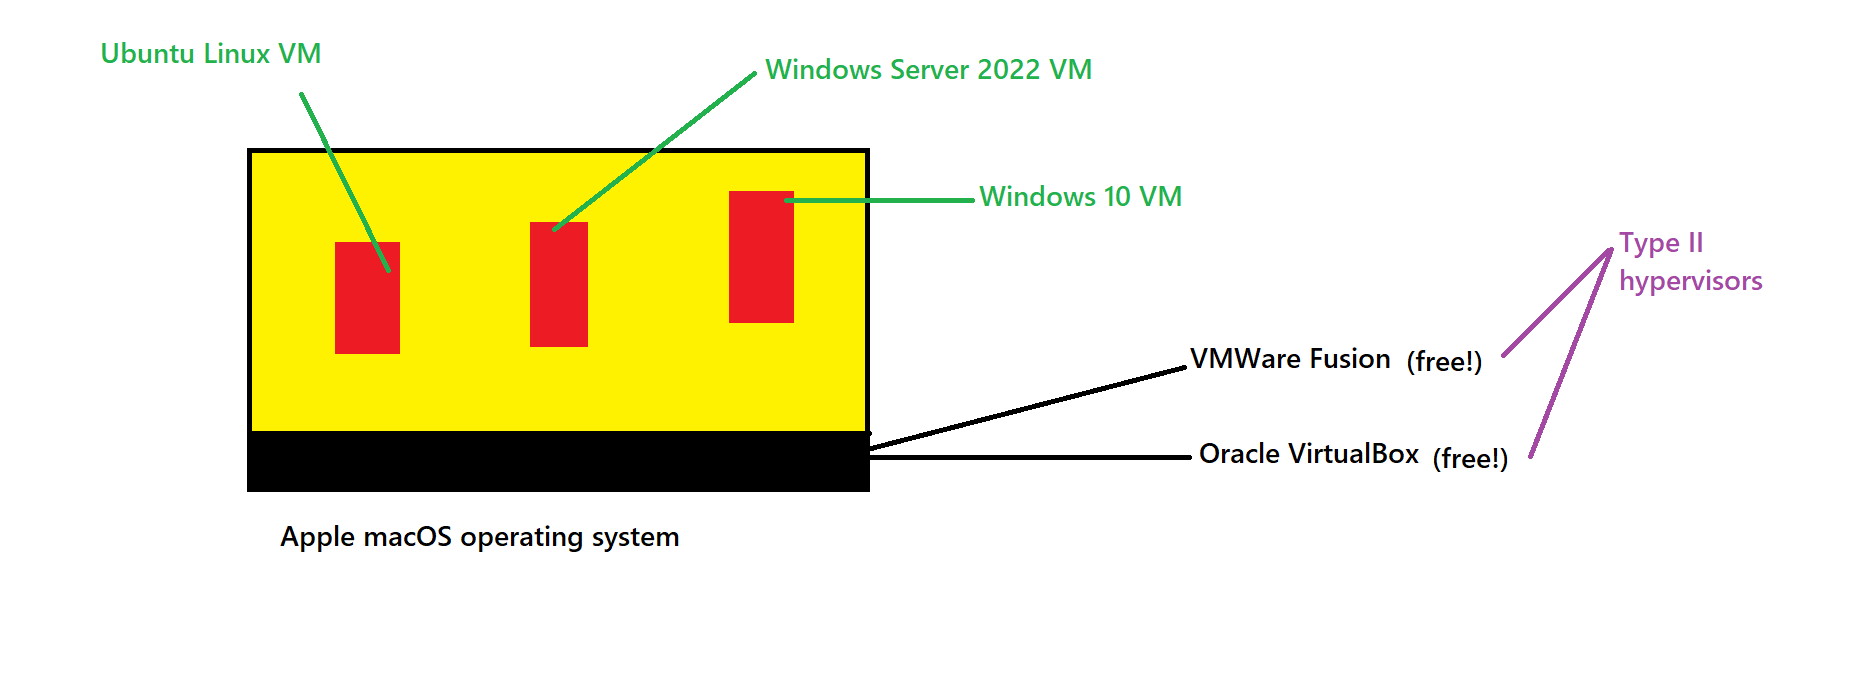 Ubuntu Linux VM
Windows Server 2022 VM
Windows 10 VM
Type II
hypervisors
VMWare Fusion (free!)
Oracle VirtualBox (free!)
Apple macOS operating system